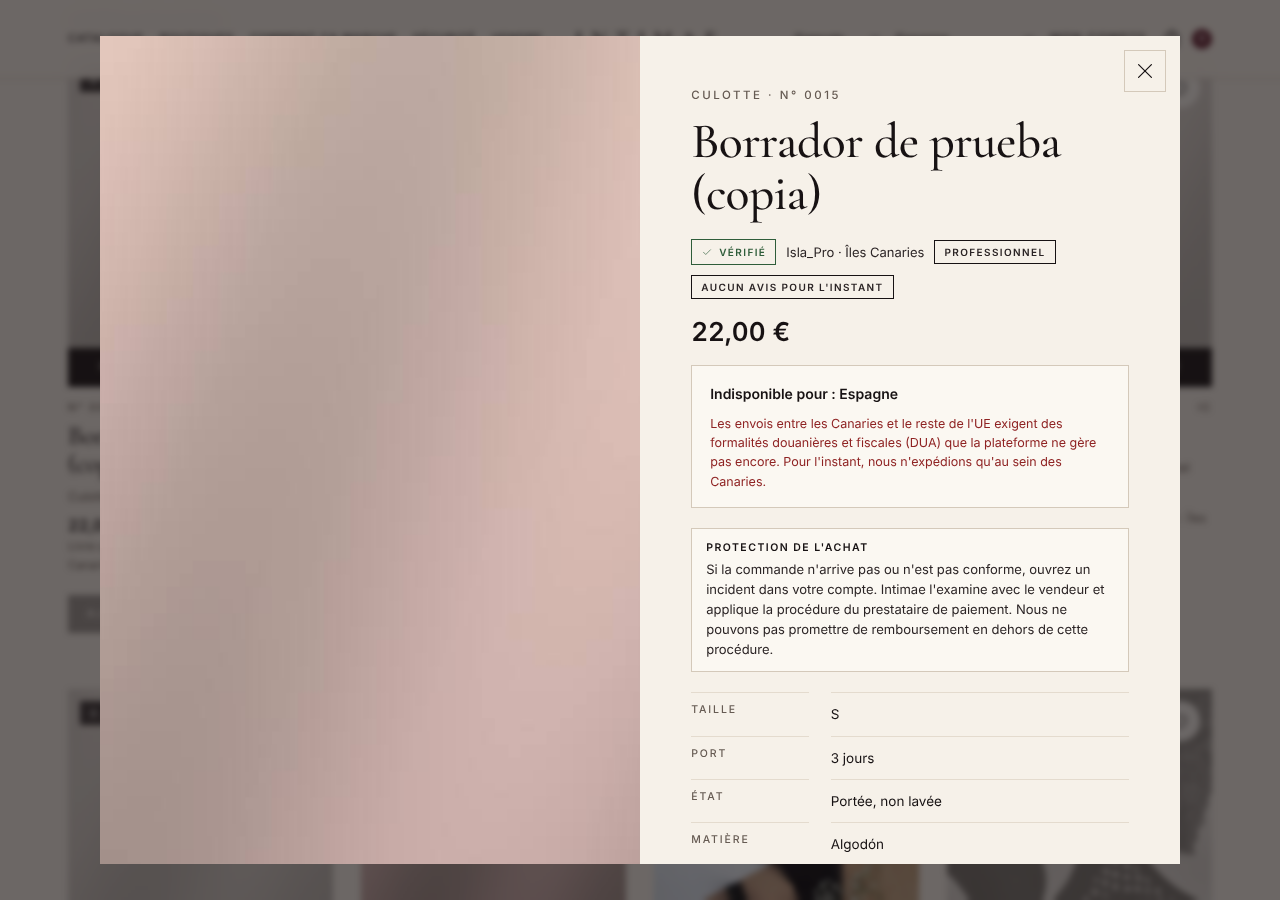 CULOTTE · N° 0015
Borrador de prueba
(copia)
VÉRIFIÉ Isla_Pro · Îles Canaries PROFESSIONNEL
AUCUN AVIS POUR L'INSTANT
22,00 €
Indisponible pour : Espagne
Les envois entre les Canaries et le reste de l'UE exigent des
formalités douanières et fiscales (DUA) que la plateforme ne gère
pas encore. Pour l'instant, nous n'expédions qu'au sein des
Canaries.
PROTECTION DE L'ACHAT
Si la commande n'arrive pas ou n'est pas conforme, ouvrez un
incident dans votre compte. Intimae l'examine avec le vendeur et
applique la procédure du prestataire de paiement. Nous ne
pouvons pas promettre de remboursement en dehors de cette
procédure.
TAILLE S
PORT 3 jours
ÉTAT Portée, non lavée
MATIÈRE Algodón